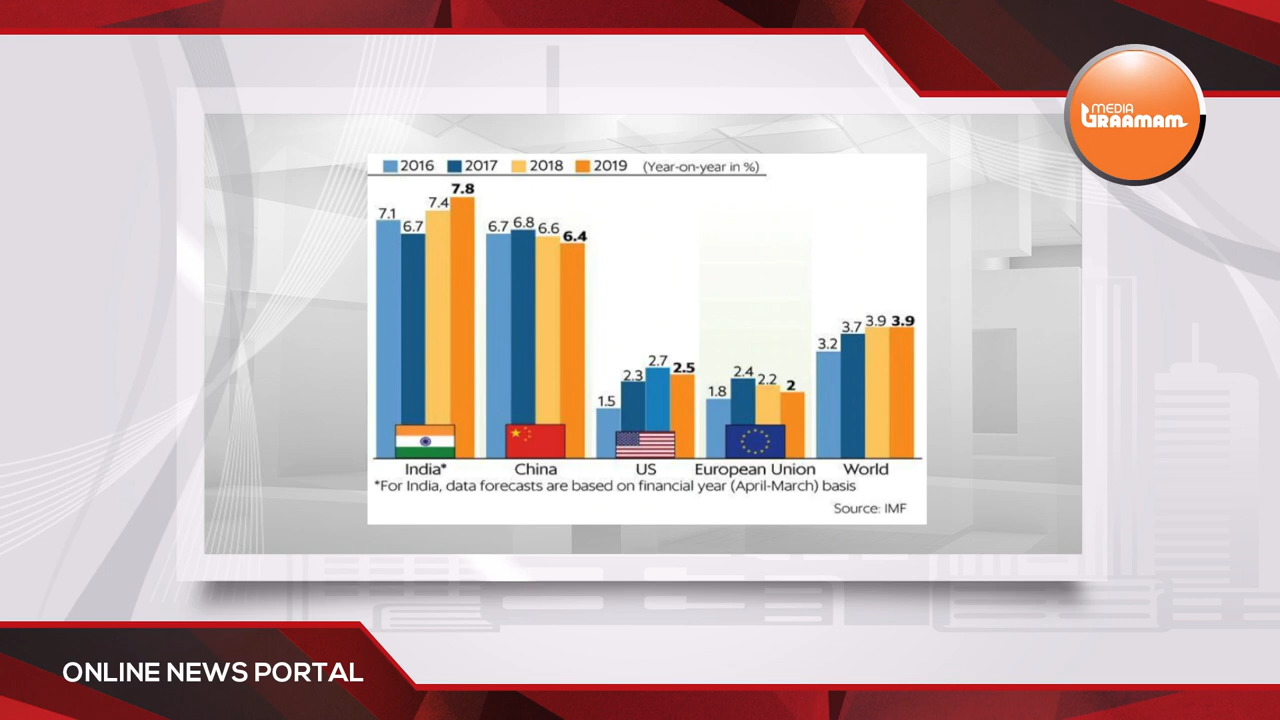 MEDIA
GRAAMAM
2016 2017 2018 2019 (Year-on-year in %)
7.1 6.7 7.4 7.8
6.7 6.8 6.6 6.4
1.5 2.3 2.7 2.5
1.8 2.4 2.2 2
3.2 3.7 3.9 3.9
India* China US European Union World
*For India, data forecasts are based on financial year (April-March) basis
Source: IMF
ONLINE NEWS PORTAL